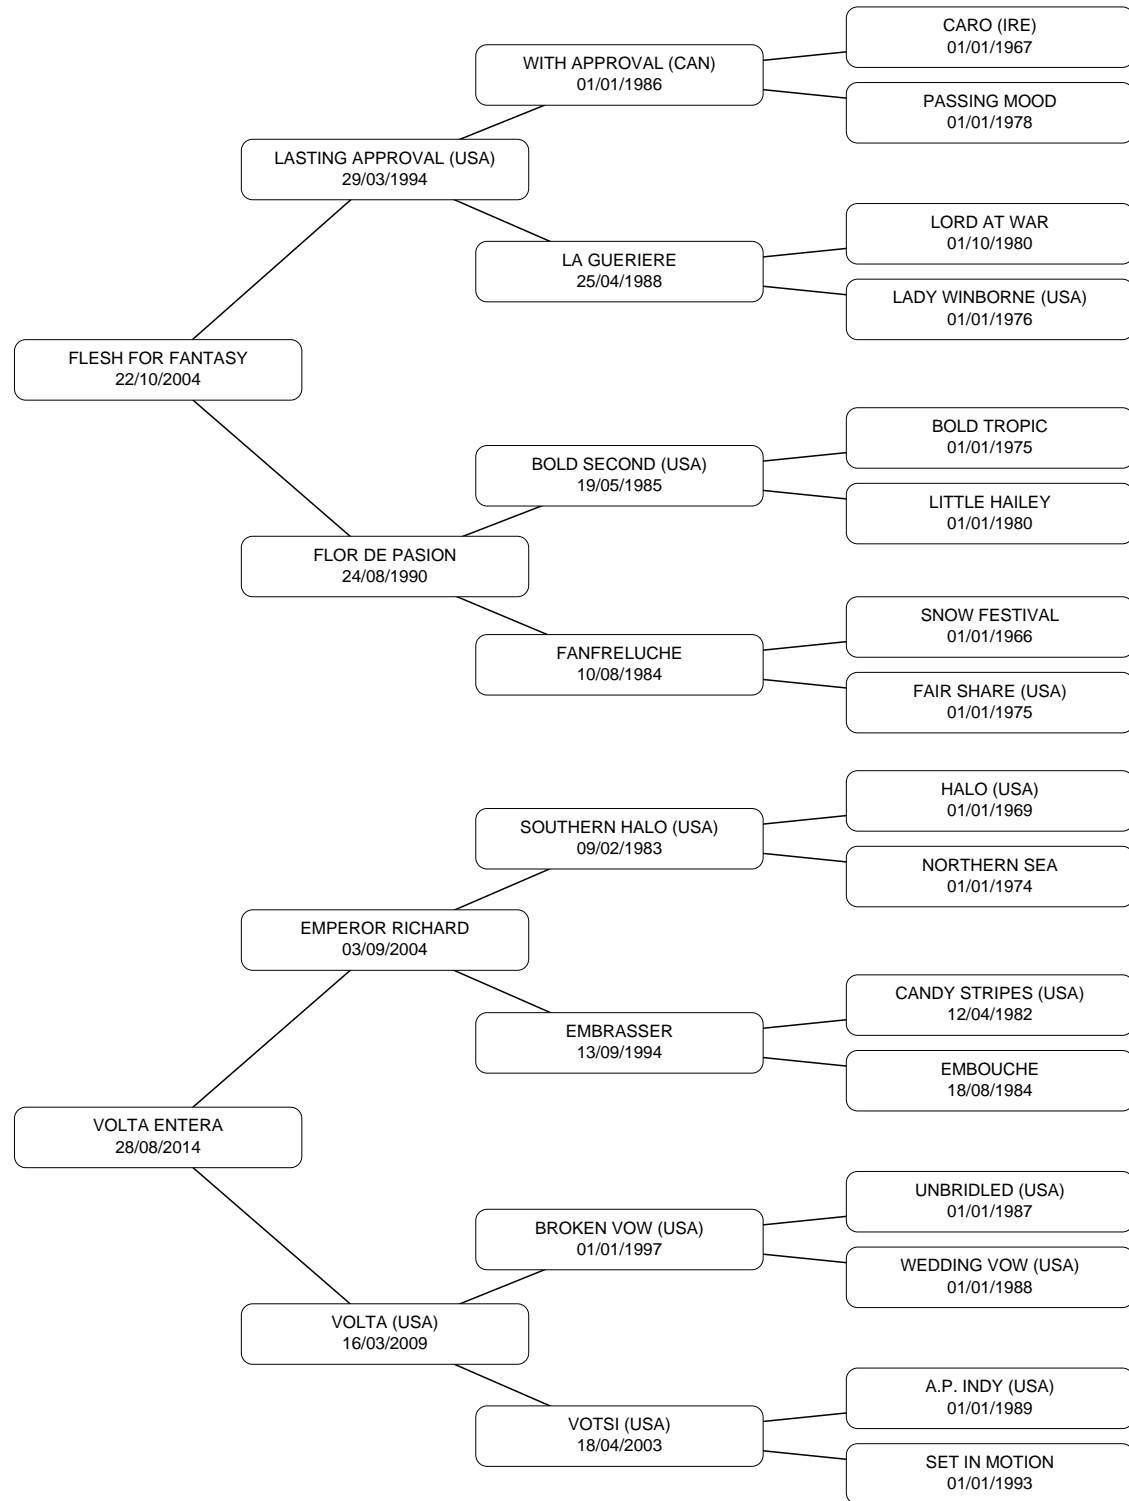 CARO (IRE)
01/01/1967
WITH APPROVAL (CAN)
01/01/1986
PASSING MOOD
01/01/1978
LASTING APPROVAL (USA)
29/03/1994
LORD AT WAR
01/10/1980
LA GUERIERE
25/04/1988
LADY WINBORNE (USA)
01/01/1976
FLESH FOR FANTASY
22/10/2004
BOLD TROPIC
01/01/1975
BOLD SECOND (USA)
19/05/1985
LITTLE HAILEY
01/01/1980
FLOR DE PASION
24/08/1990
SNOW FESTIVAL
01/01/1966
FANFRELUCHE
10/08/1984
FAIR SHARE (USA)
01/01/1975
HALO (USA)
01/01/1969
SOUTHERN HALO (USA)
09/02/1983
NORTHERN SEA
01/01/1974
EMPEROR RICHARD
03/09/2004
CANDY STRIPES (USA)
12/04/1982
EMBRASSER
13/09/1994
EMBOUCHE
18/08/1984
VOLTA ENTERA
28/08/2014
UNBRIDLED (USA)
01/01/1987
BROKEN VOW (USA)
01/01/1997
WEDDING VOW (USA)
01/01/1988
VOLTA (USA)
16/03/2009
A.P. INDY (USA)
01/01/1989
VOTSI (USA)
18/04/2003
SET IN MOTION
01/01/1993